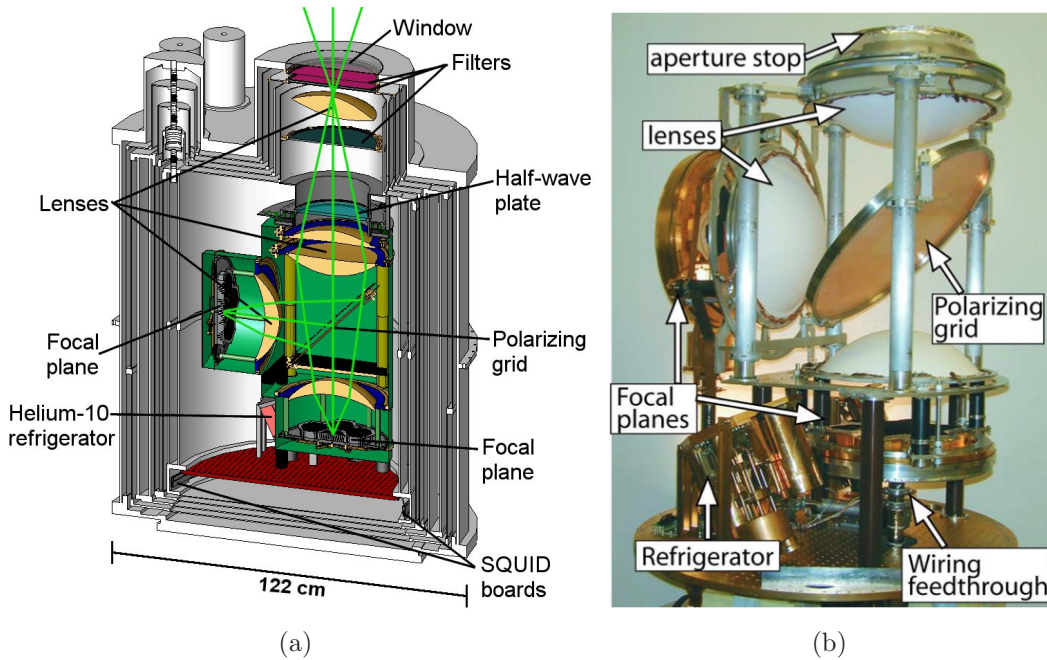 Window
Filters
Lenses
Half-wave
plate
Focal
plane
Polarizing
grid
Helium-10
refrigerator
Focal
plane
SQUID
boards
122 cm
(a)
aperture stop
lenses
Polarizing
grid
Focal
planes
Refrigerator
Wiring
feedthrough
(b)